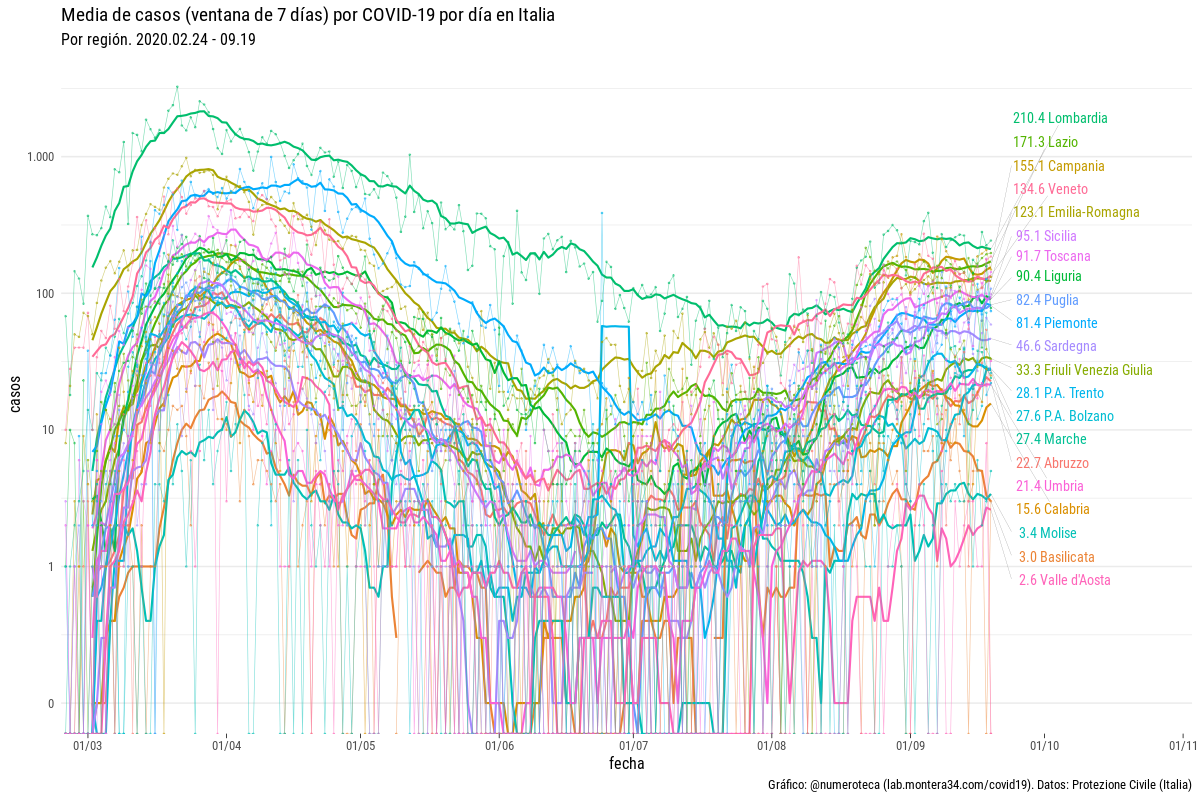 Media de casos (ventana de 7 días) por COVID-19 por día en Italia
Por región. 2020.02.24 - 09.19
casos
1.000
100
10
1
0
210.4 Lombardia
171.3 Lazio
155.1 Campania
134.6 Veneto
123.1 Emilia-Romagna
95.1 Sicilia
91.7 Toscana
90.4 Liguria
82.4 Puglia
81.4 Piemonte
46.6 Sardegna
33.3 Friuli Venezia Giulia
28.1 P.A. Trento
27.6 P.A. Bolzano
27.4 Marche
22.7 Abruzzo
21.4 Umbria
15.6 Calabria
3.4 Molise
3.0 Basilicata
2.6 Valle d'Aosta
01/03 01/04 01/05 01/06 01/07 01/08 01/09 01/10 01/11
fecha
Gráfico: @numeroteca (lab.montera34.com/covid19). Datos: Protezione Civile (Italia)